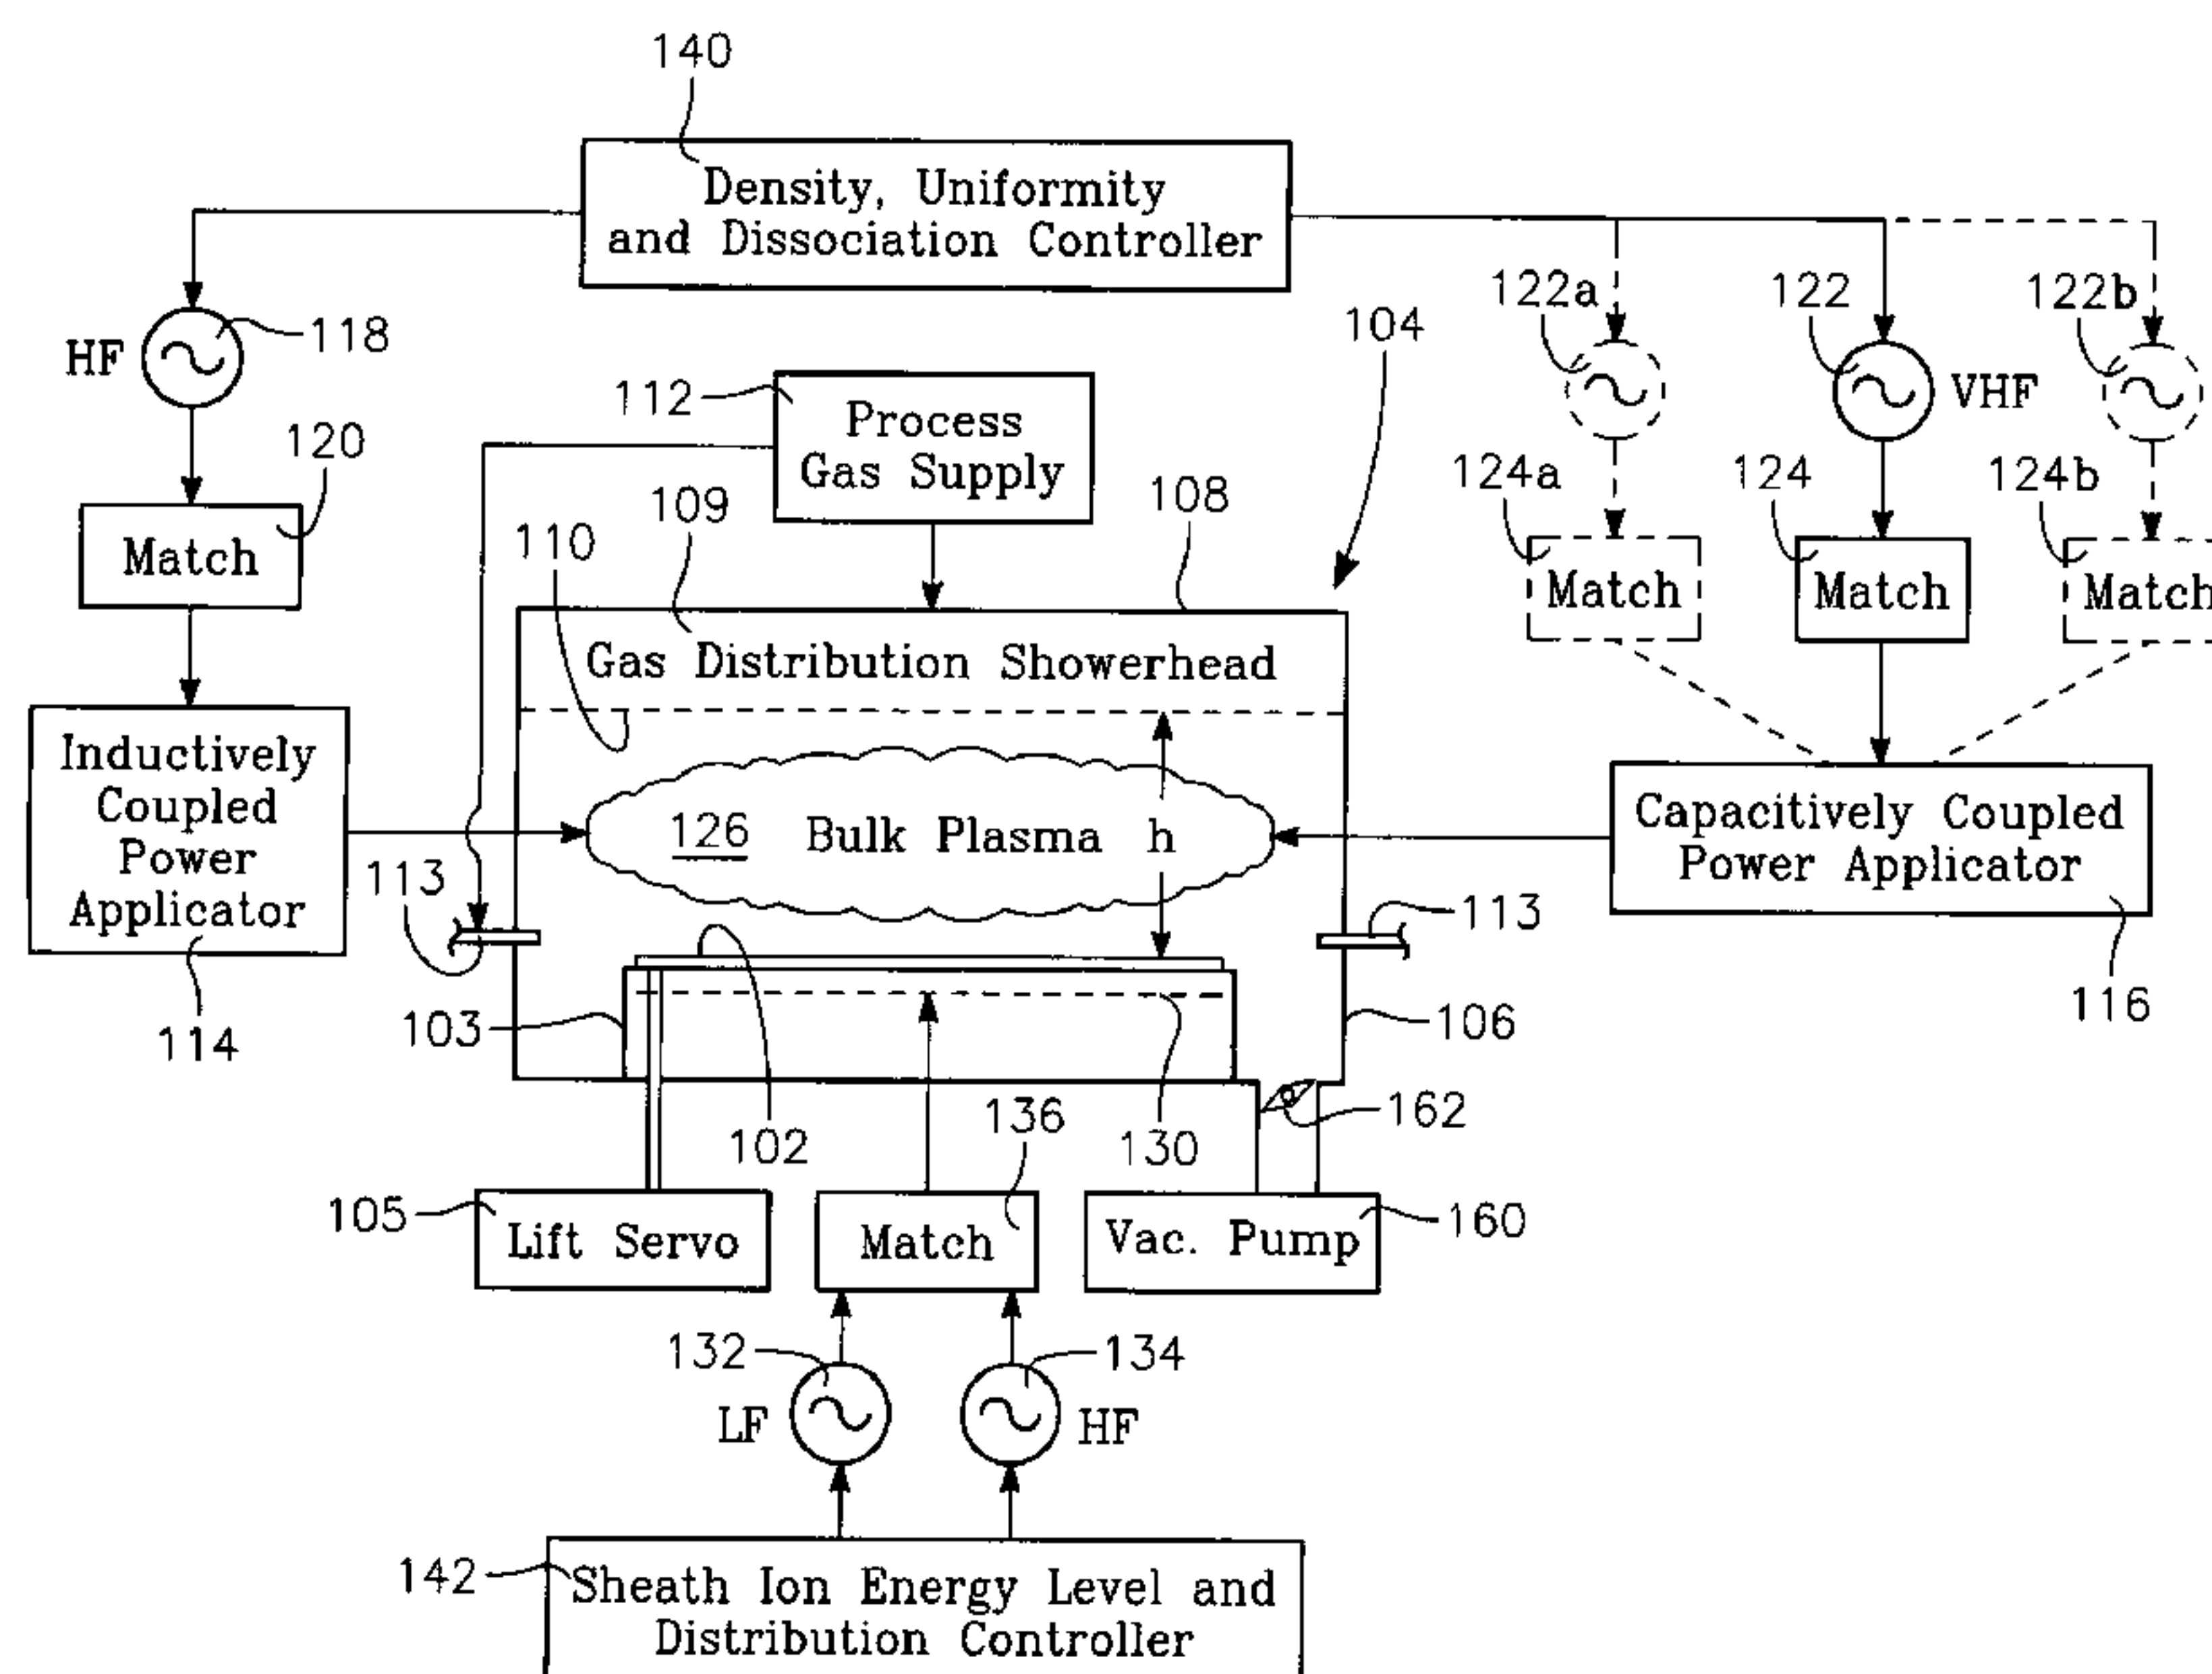 140
Density, Uniformity
and Dissociation Controller
HF
118
122a
122
122b
VHF
104
112
Process
Gas Supply
120
Match
109
108
110
124a
124
124b
Match
Match
Match
Gas Distribution Showerhead
Inductively
Coupled
Power
Applicator
114
126
Bulk Plasma
h
Capacitively Coupled
Power Applicator
116
113
113
103
106
102
130
136
162
105
Lift Servo
Match
Vac. Pump
160
132
134
LF
HF
142
Sheath Ion Energy Level and
Distribution Controller